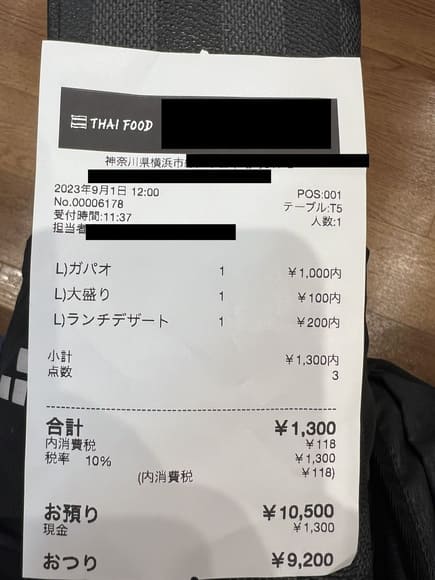 THAI FOOD
神奈川県横浜市
2023年9月1日 12:00 POS:001
No.00006178 テーブル:T5
受付時間:11:37 人数:1
担当者
L)ガパオ 1 ¥1,000内
L)大盛り 1 ¥100内
L)ランチデザート 1 ¥200内
小計 ¥1,300内
点数 3
合計 ¥1,300
内消費税 ¥118
税率 10% ¥1,300
(内消費税 ¥118)
お預り ¥10,500
現金 ¥1,300
おつり ¥9,200